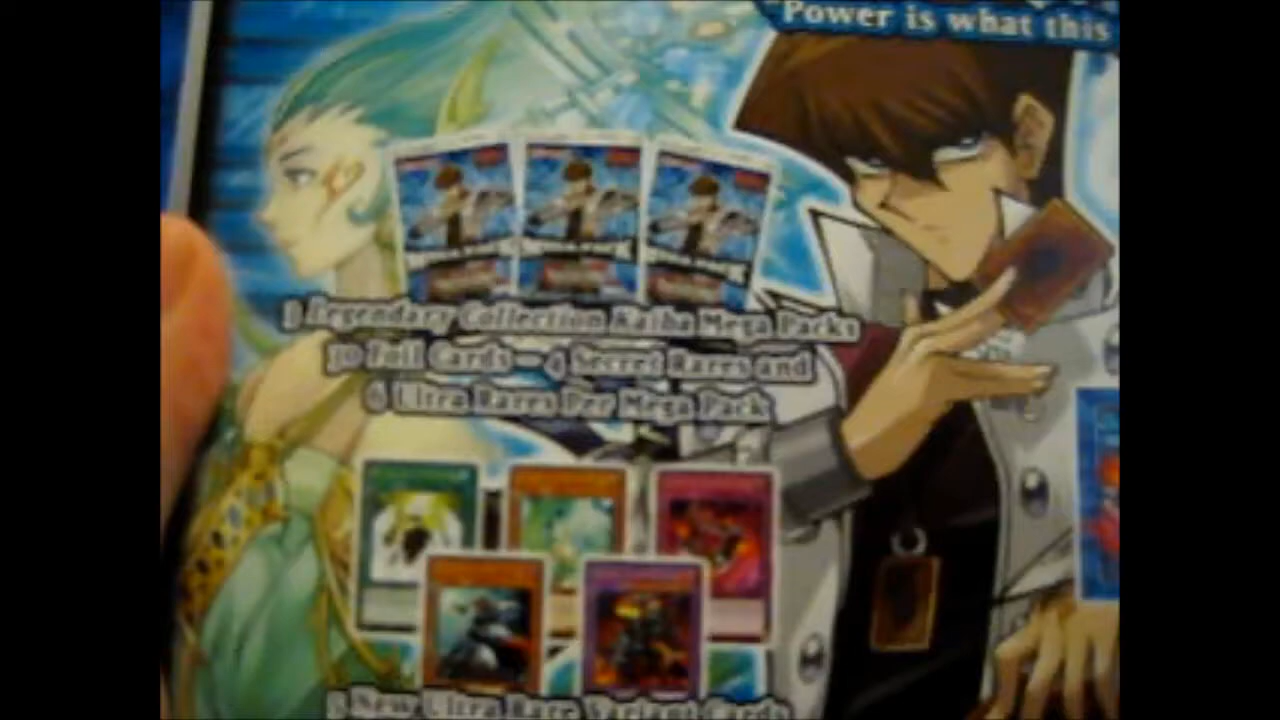 "Power is what this
3 Legendary Collection Kaiba Mega Packs
30 Foil Cards – 4 Secret Rares and
6 Ultra Rares Per Mega Pack
5 New Ultra Rare Variant Cards